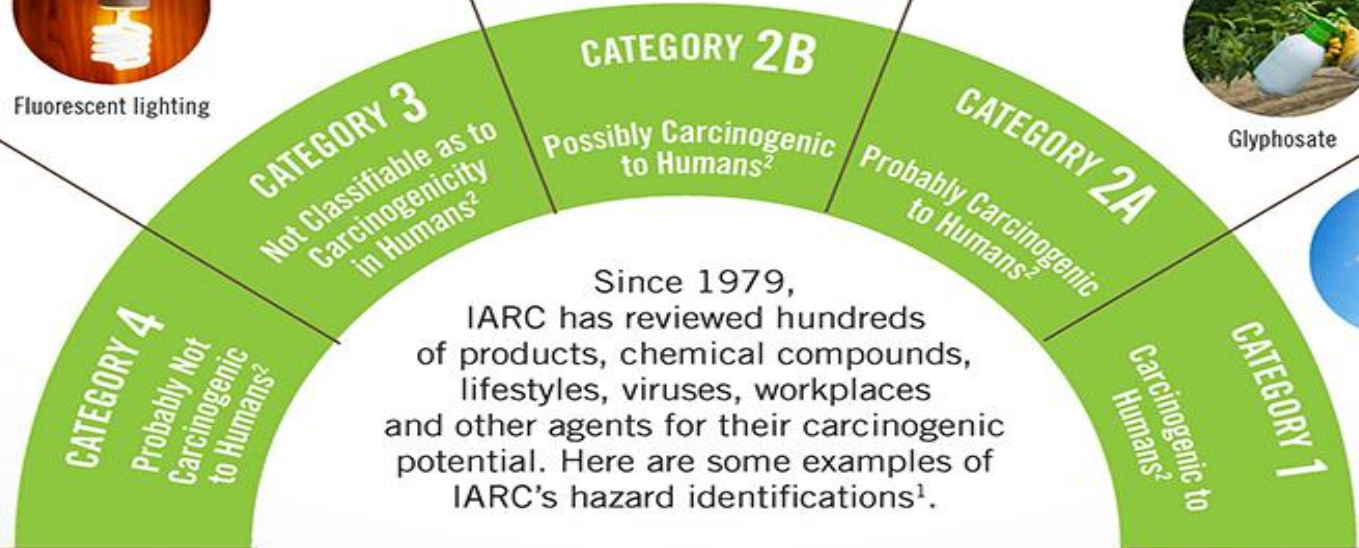 Fluorescent lighting
CATEGORY 4
Probably Not
Carcinogenic
to Humans²
CATEGORY 3
Not Classifiable as to
Carcinogenicity
in Humans²
CATEGORY 2B
Possibly Carcinogenic
to Humans²
CATEGORY 2A
Probably Carcinogenic
to Humans²
Glyphosate
CATEGORY 1
Carcinogenic to
Humans²
Since 1979,
IARC has reviewed hundreds
of products, chemical compounds,
lifestyles, viruses, workplaces
and other agents for their carcinogenic
potential. Here are some examples of
IARC's hazard identifications¹.